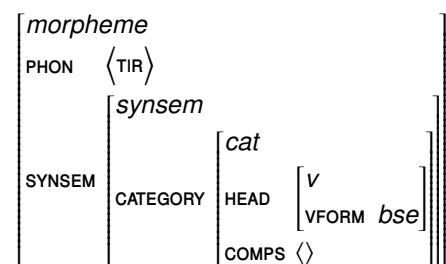 morpheme
PHON ⟨TIR⟩
synsem
cat
SYNSEM CATEGORY HEAD v
VFORM bse
COMPS ⟨⟩